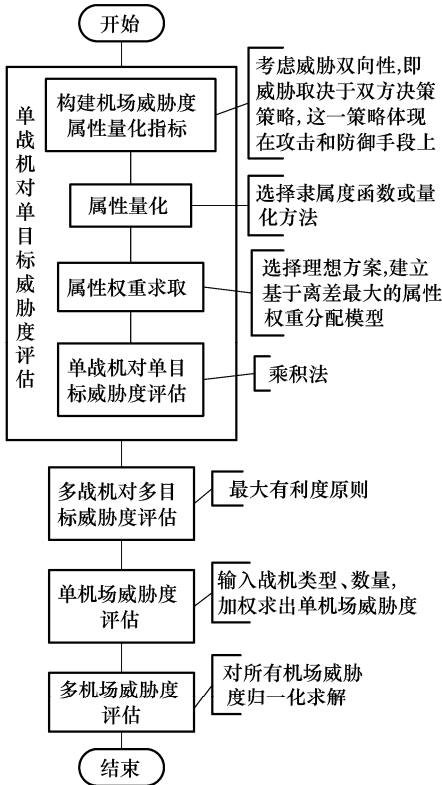 开始
单战机对单目标威胁度评估
构建机场威胁度
属性量化指标
考虑威胁双向性,即
威胁取决于双方决策
策略,这一策略体现
在攻击和防御手段上
属性量化
选择隶属度函数或量
化方法
属性权重求取
选择理想方案,建立
基于离差最大的属性
权重分配模型
单战机对单目
标威胁度评估
乘积法
多战机对多目
标威胁度评估
最大有利度原则
单机场威胁度
评估
输入战机类型、数量,
加权求出单机场威胁度
多机场威胁度
评估
对所有机场威胁
度归一化求解
结束